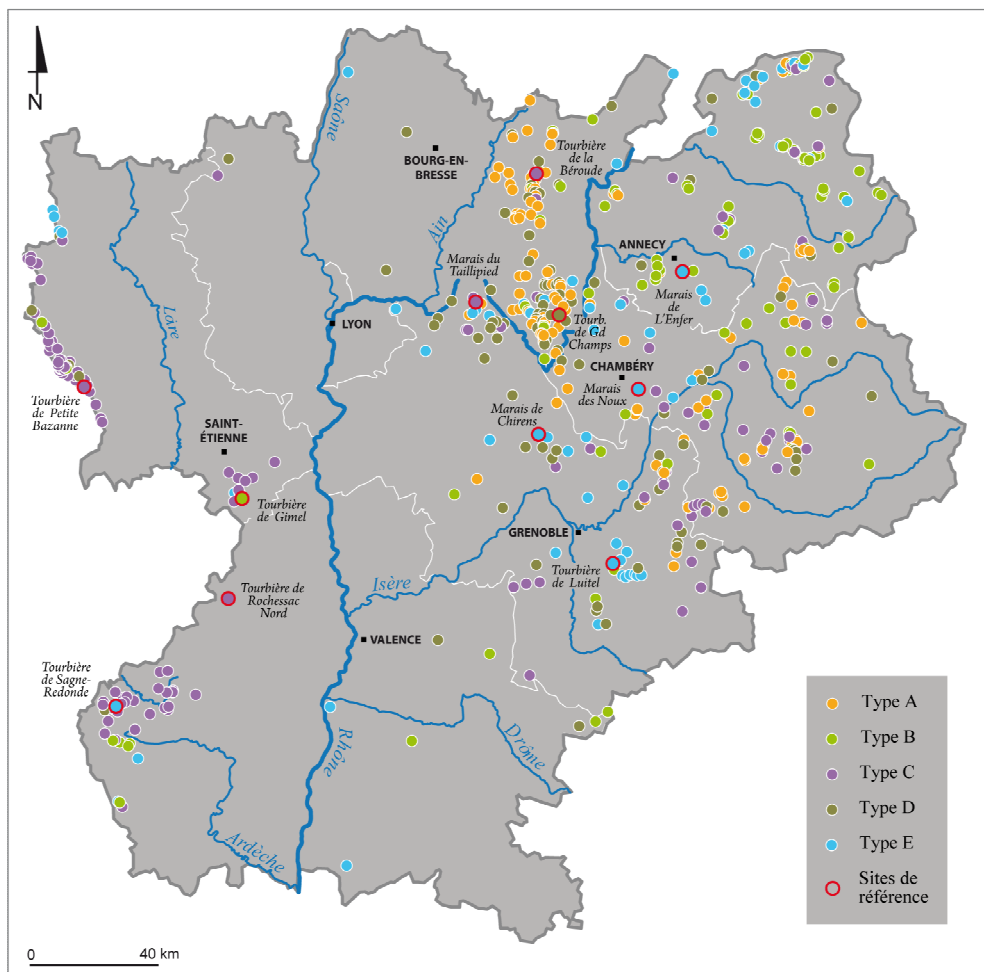 N
Saône
BOURG-EN-
BRESSE
Tourbière
de la
Béroude
Ain
ANNECY
Marais du
Taillipied
Marais
de
L'Enfer
Loire
LYON
Tourb.
de Gd
Champs
CHAMBÉRY
Marais
des Noux
Tourbière
de Petite
Bazanne
Marais de
Chirens
SAINT-
ÉTIENNE
Tourbière
de Gimel
GRENOBLE
Tourbière
de Luitel
Isère
Tourbière de
Rochessac
Nord
VALENCE
Tourbière
de Sagne-
Redonde
Rhône
Drôme
Ardèche
Type A
Type B
Type C
Type D
Type E
Sites de
référence
0 40 km